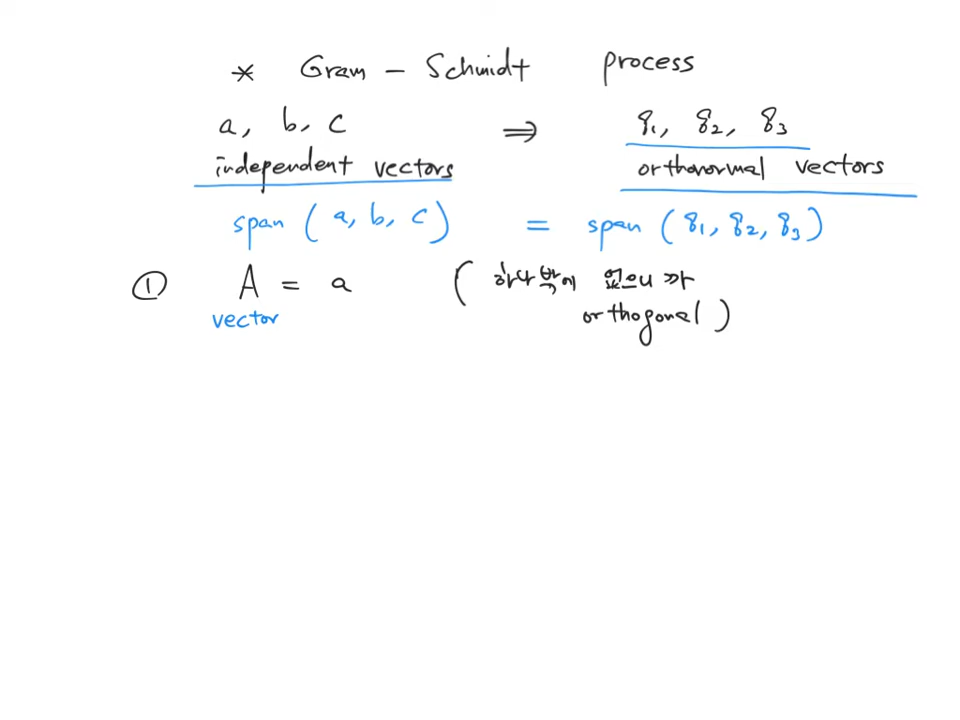 * Gram - Schmidt process
a, b, c ⇒ q1, q2, q3
independent vectors orthonormal vectors
span (a, b, c) = span (q1, q2, q3)
① A = a (하나밖에 없으니까
vector orthogonal)